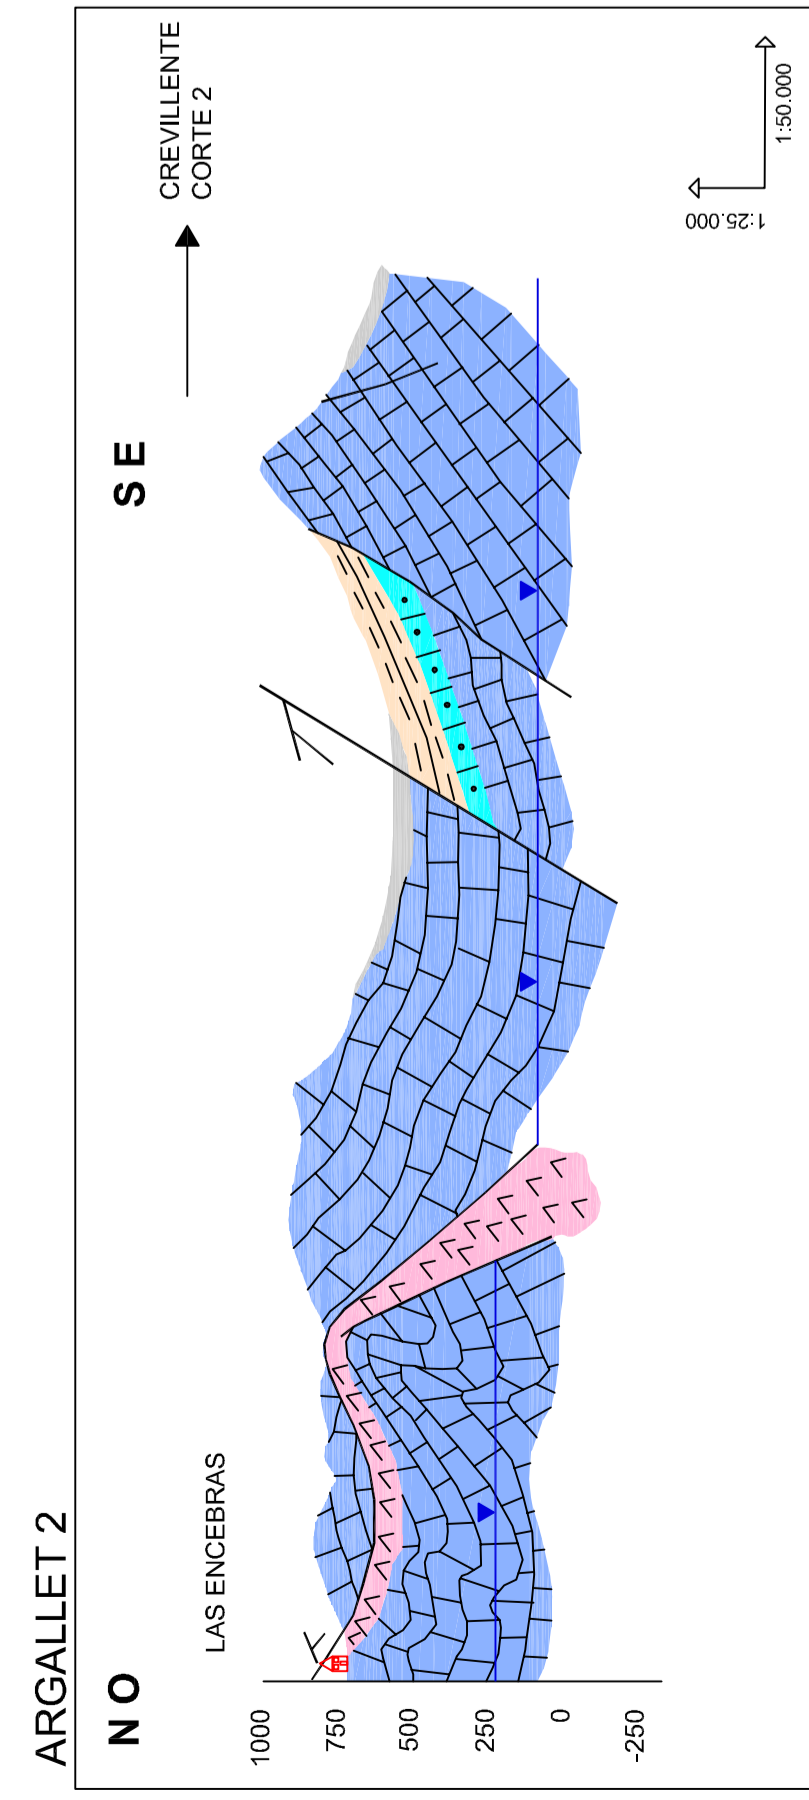 ARGALLET 2
N O
S E
CREVILLENTE
CORTE 2
LAS ENCEBRAS
1000
750
500
250
0
-250
1:25.000
1:50.000